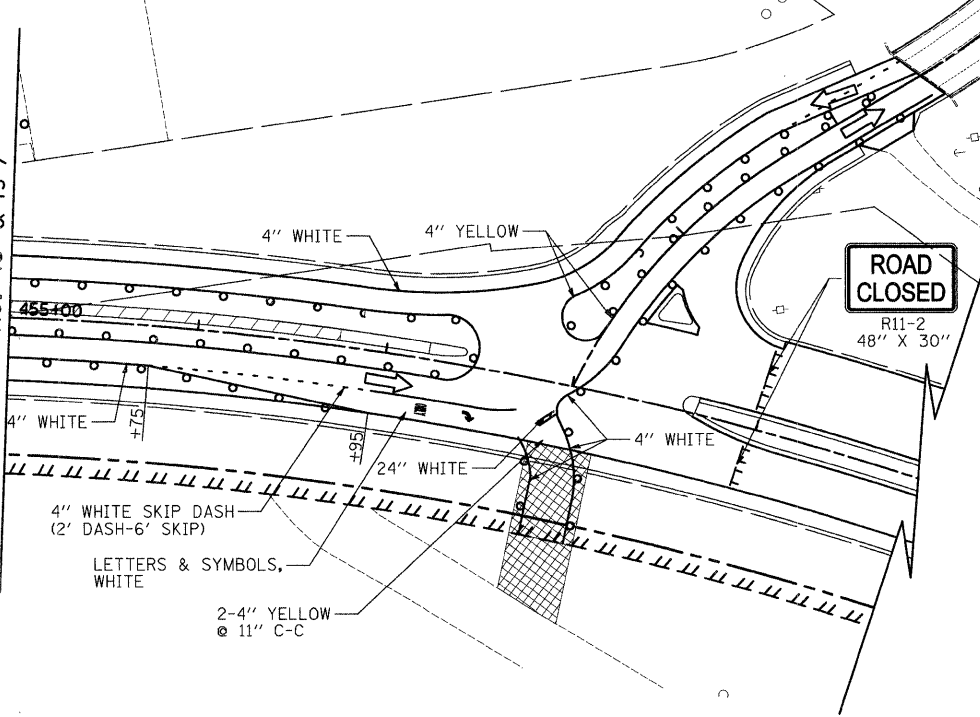 4" WHITE
4" YELLOW
ROAD
CLOSED
R11-2
48" X 30"
455+00
4" WHITE
+75
+95
4" WHITE
24" WHITE
4" WHITE SKIP DASH
(2' DASH-6' SKIP)
LETTERS & SYMBOLS,
WHITE
2-4" YELLOW
@ 11" C-C